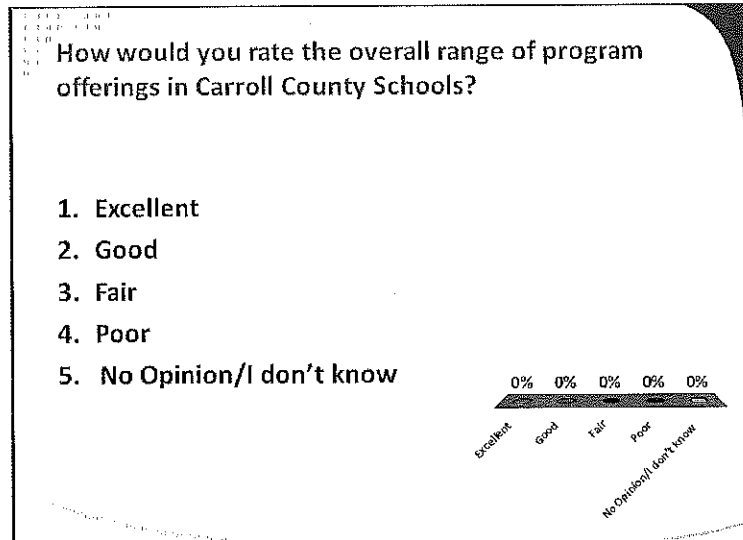 How would you rate the overall range of program
offerings in Carroll County Schools?
1. Excellent
2. Good
3. Fair
4. Poor
5. No Opinion/I don't know
0% 0% 0% 0% 0%
Excellent
Good
Fair
Poor
No Opinion/I don't know